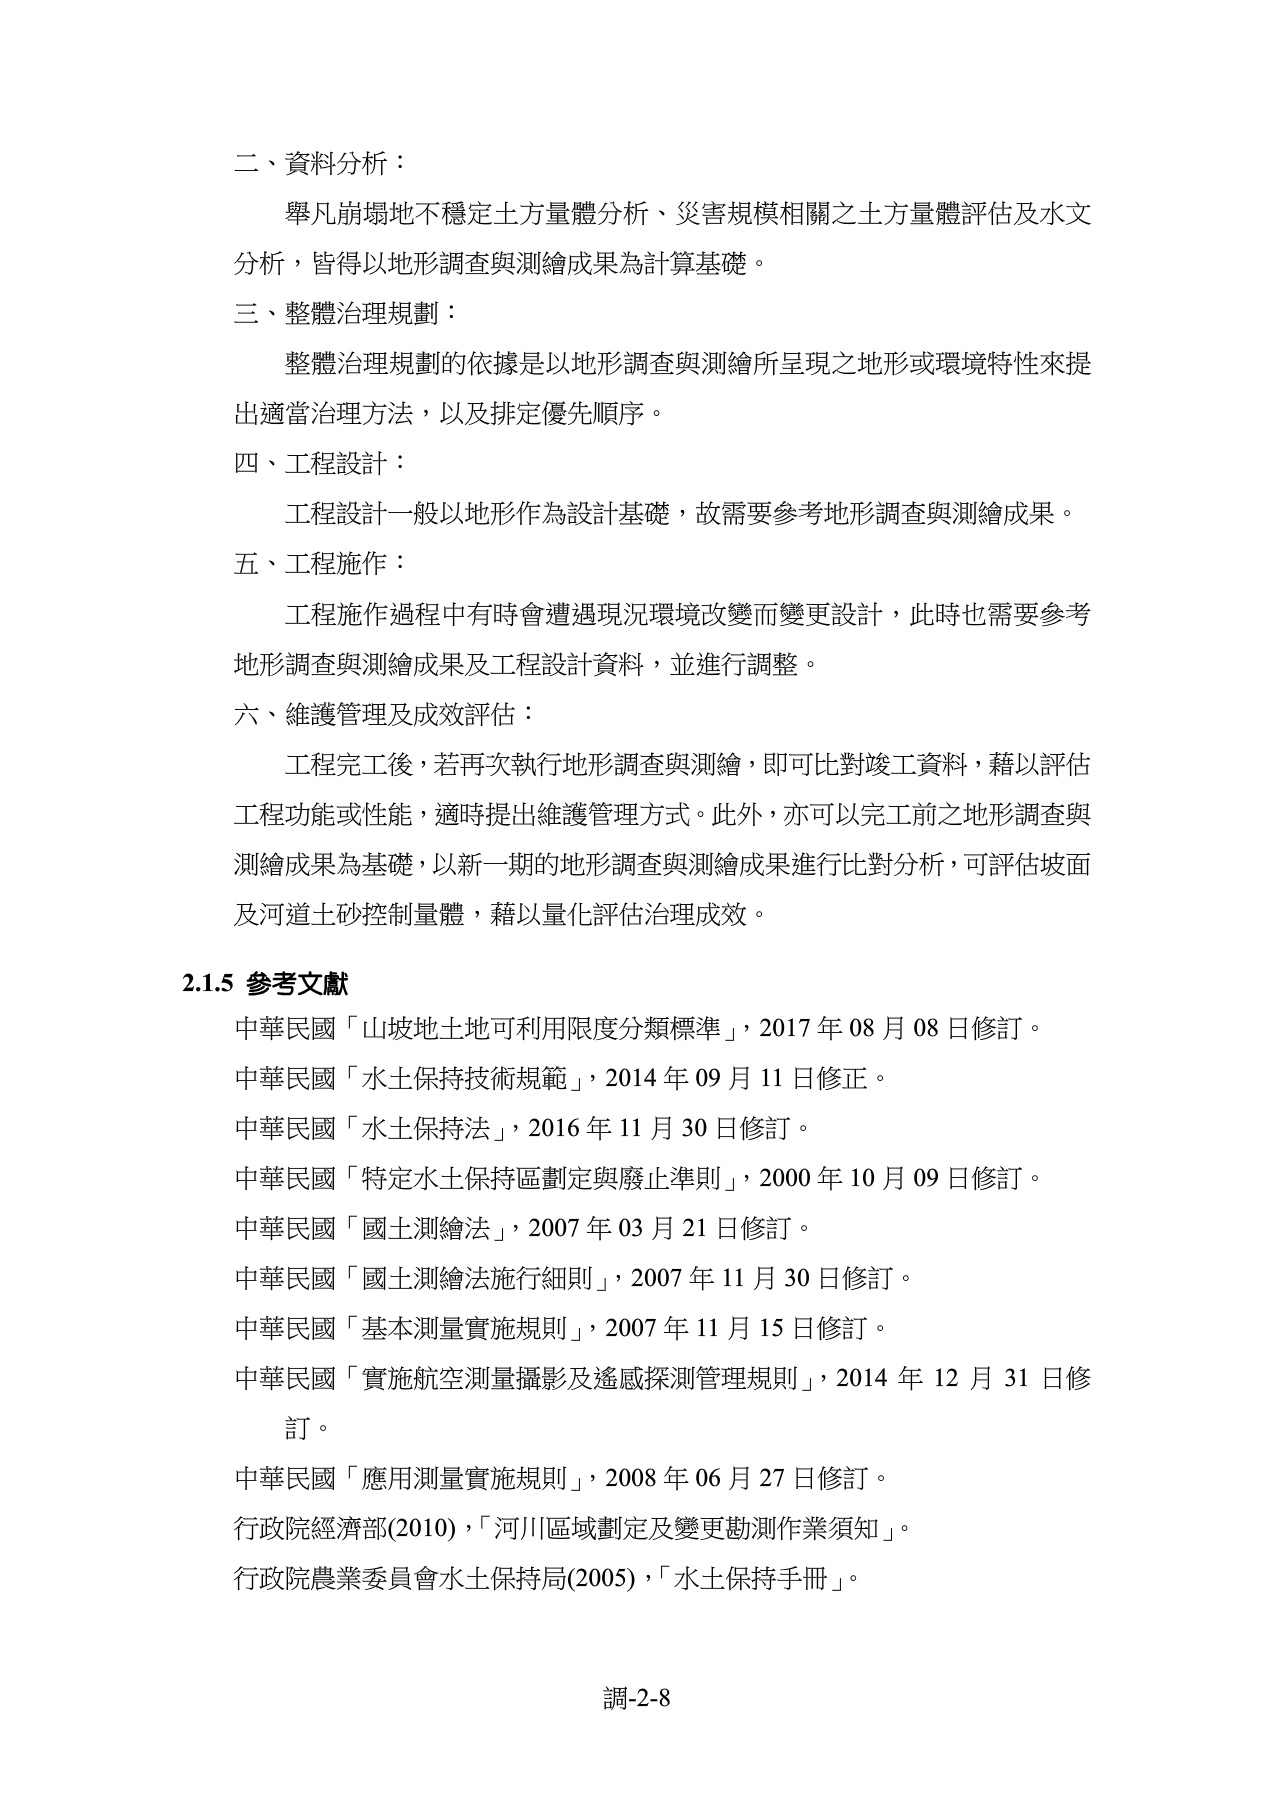 二、資料分析：
舉凡崩塌地不穩定土方量體分析、災害規模相關之土方量體評估及水文
分析，皆得以地形調查與測繪成果為計算基礎。
三、整體治理規劃：
整體治理規劃的依據是以地形調查與測繪所呈現之地形或環境特性來提
出適當治理方法，以及排定優先順序。
四、工程設計：
工程設計一般以地形作為設計基礎，故需要參考地形調查與測繪成果。
五、工程施作：
工程施作過程中有時會遭遇現況環境改變而變更設計，此時也需要參考
地形調查與測繪成果及工程設計資料，並進行調整。
六、維護管理及成效評估：
工程完工後，若再次執行地形調查與測繪，即可比對竣工資料，藉以評估
工程功能或性能，適時提出維護管理方式。此外，亦可以完工前之地形調查與
測繪成果為基礎，以新一期的地形調查與測繪成果進行比對分析，可評估坡面
及河道土砂控制量體，藉以量化評估治理成效。
2.1.5 參考文獻
中華民國「山坡地土地可利用限度分類標準」，2017 年 08 月 08 日修訂。
中華民國「水土保持技術規範」，2014 年 09 月 11 日修正。
中華民國「水土保持法」，2016 年 11 月 30 日修訂。
中華民國「特定水土保持區劃定與廢止準則」，2000 年 10 月 09 日修訂。
中華民國「國土測繪法」，2007 年 03 月 21 日修訂。
中華民國「國土測繪法施行細則」，2007 年 11 月 30 日修訂。
中華民國「基本測量實施規則」，2007 年 11 月 15 日修訂。
中華民國「實施航空測量攝影及遙感探測管理規則」，2014 年 12 月 31 日修
訂。
中華民國「應用測量實施規則」，2008 年 06 月 27 日修訂。
行政院經濟部(2010)，「河川區域劃定及變更勘測作業須知」。
行政院農業委員會水土保持局(2005)，「水土保持手冊」。
調-2-8